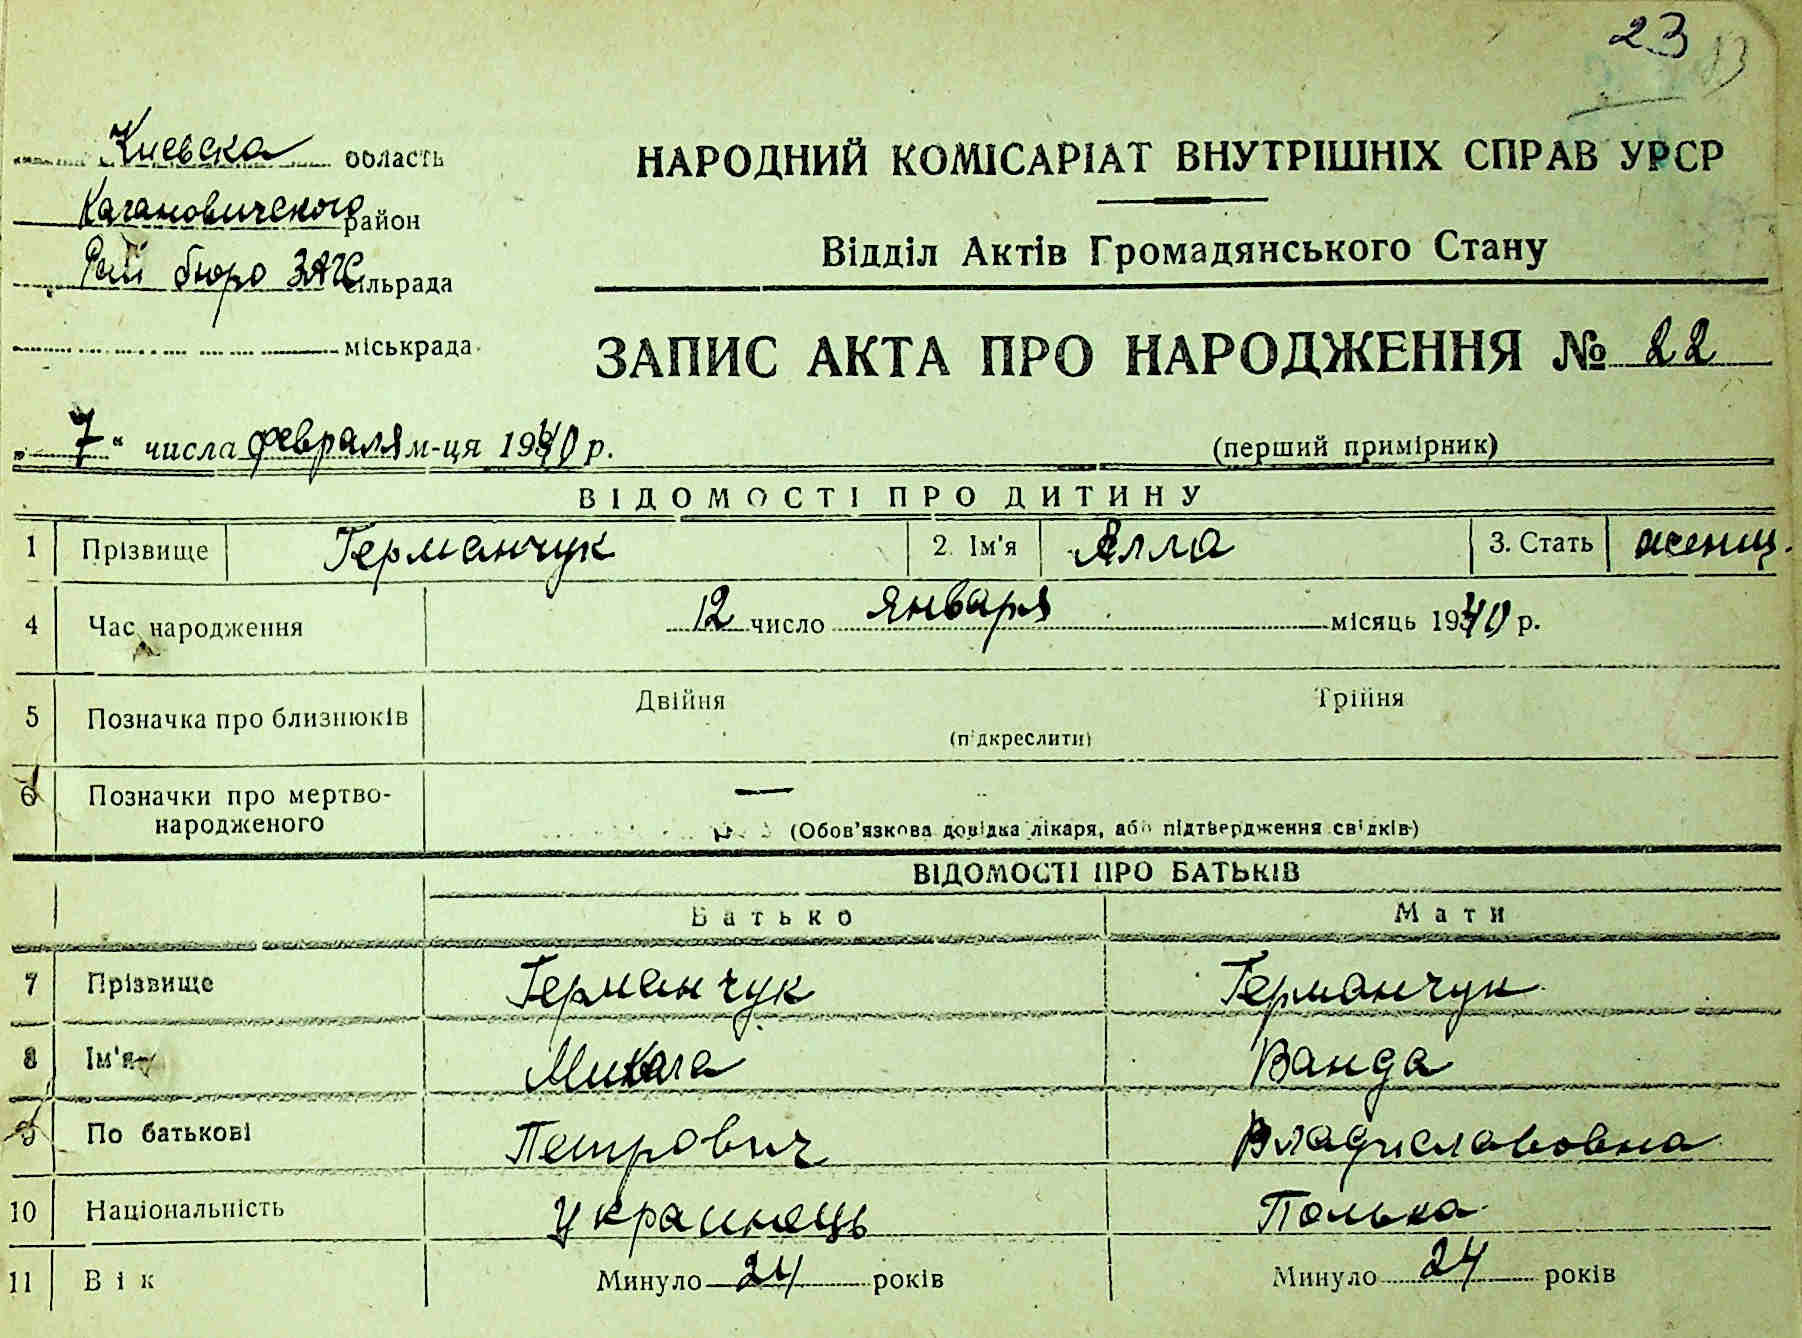 23
Киевска область
Кагановичского район
Рай бюро ЗАГС сільрада
міськрада
НАРОДНИЙ КОМІСАРІАТ ВНУТРІШНІХ СПРАВ УРСР
Відділ Актів Громадянського Стану
ЗАПИС АКТА ПРО НАРОДЖЕННЯ № 22
„7“ числа февраля м-ця 1940 р.
(перший примірник)
ВІДОМОСТІ ПРО ДИТИНУ
1 Прізвище Германчук 2. Ім'я Алла 3. Стать женщ.
4 Час народження 12 число января місяць 1940 р.
5 Позначка про близнюків Двійня Трійня
(підкреслити)
6 Позначки про мертво-
народженого —
(Обов'язкова довідка лікаря, або підтвердження свідків)
ВІДОМОСТІ ПРО БАТЬКІВ
Батько Мати
7 Прізвище Германчук Германчук
8 Ім'я Ванда
9 По батькові Петрович Владиславовна
10 Національність Украинець Полька
11 Вік Минуло 24 років Минуло 24 років